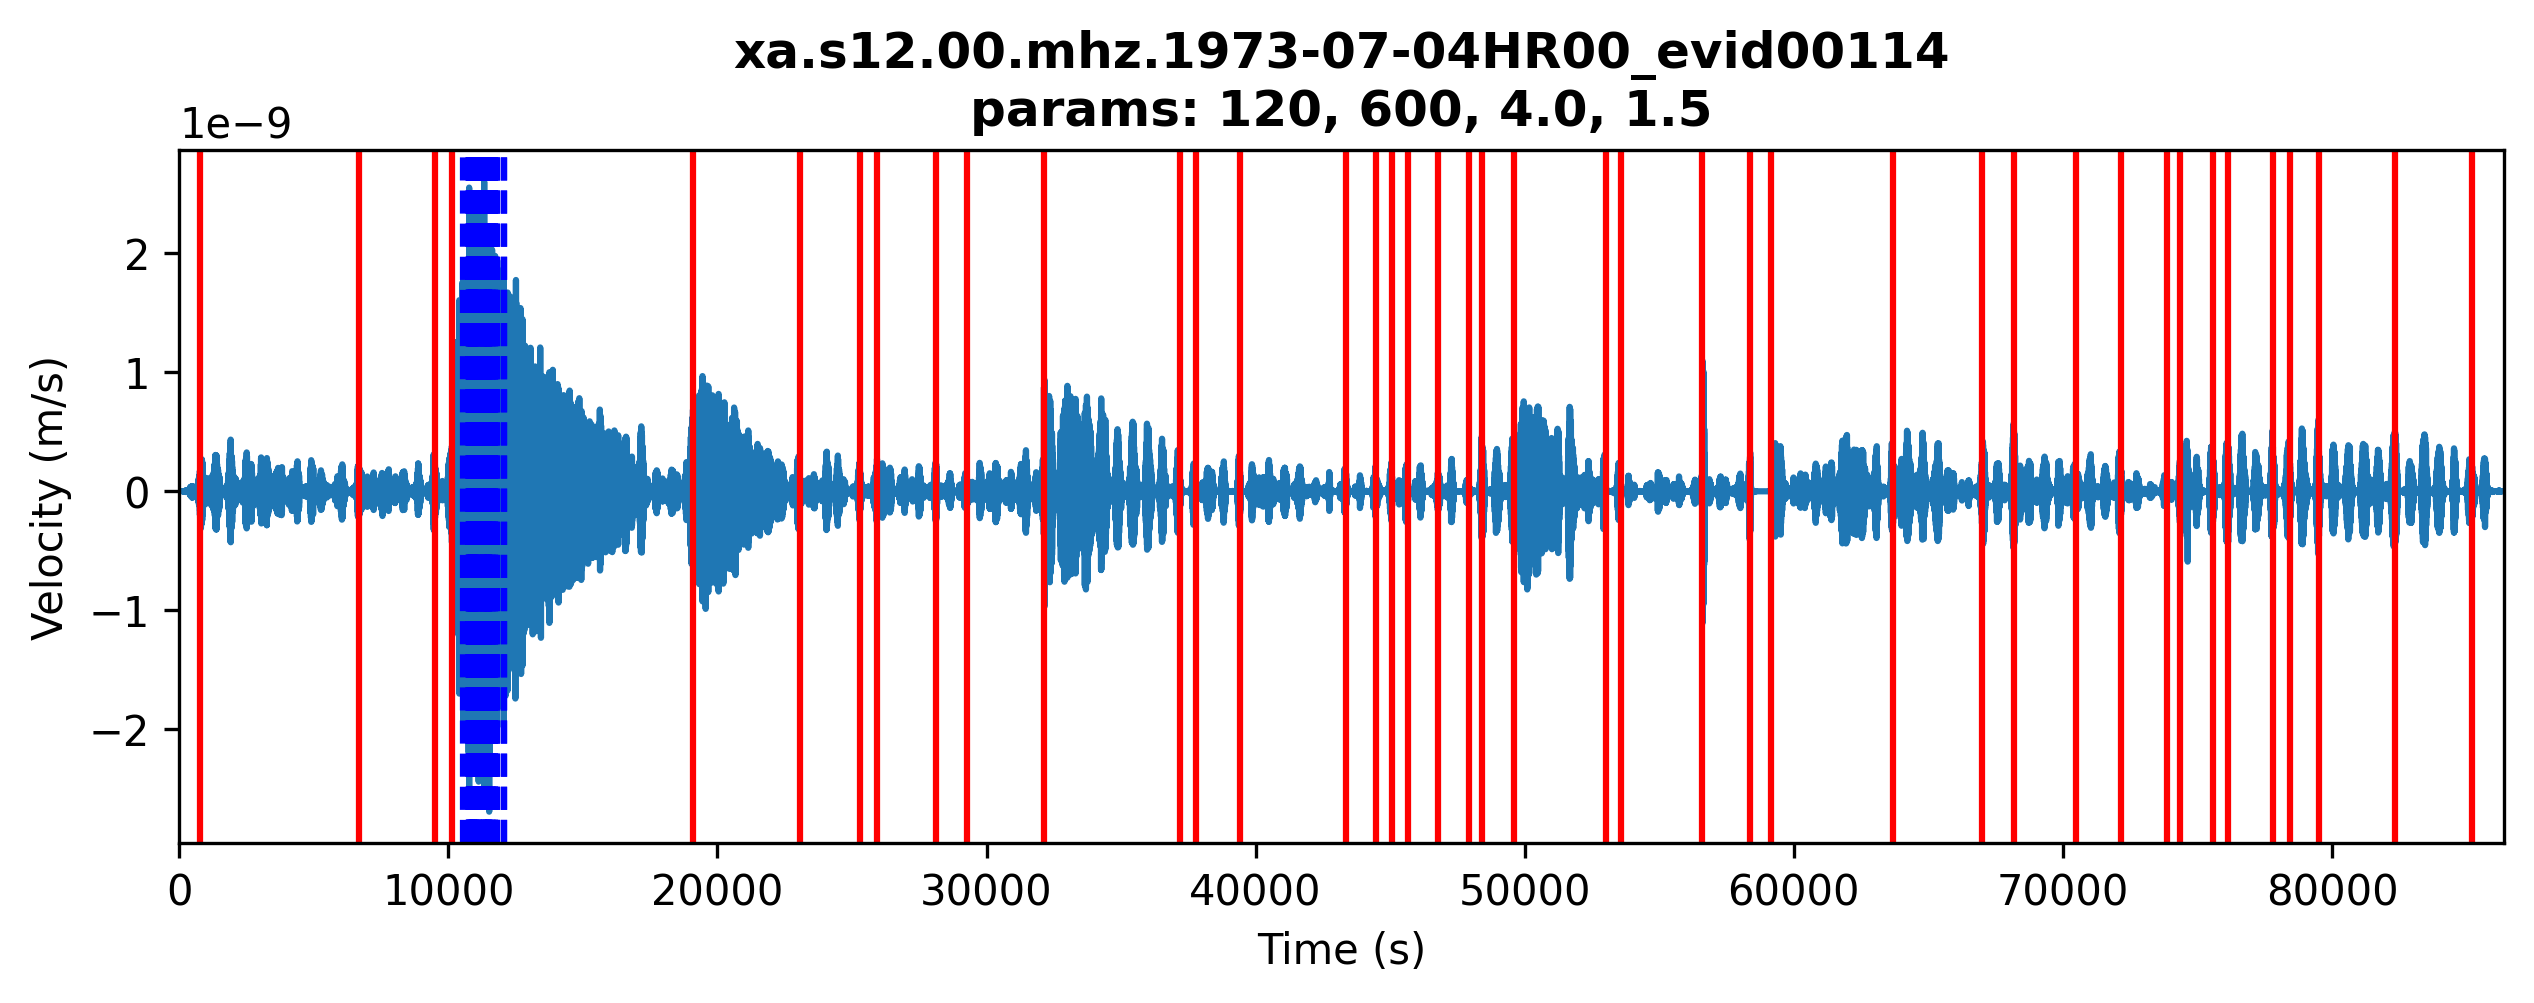 xa.s12.00.mhz.1973-07-04HR00_evid00114
params: 120, 600, 4.0, 1.5
1e−9
2
1
0
−1
−2
Velocity (m/s)
0 10000 20000 30000 40000 50000 60000 70000 80000
Time (s)